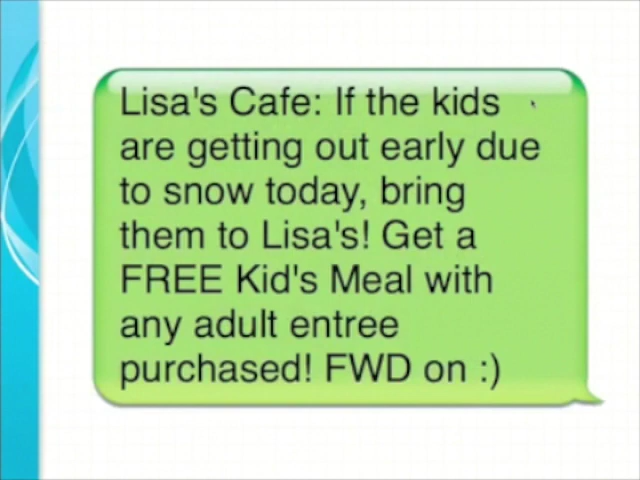 Lisa's Cafe: If the kids
are getting out early due
to snow today, bring
them to Lisa's! Get a
FREE Kid's Meal with
any adult entree
purchased! FWD on :)